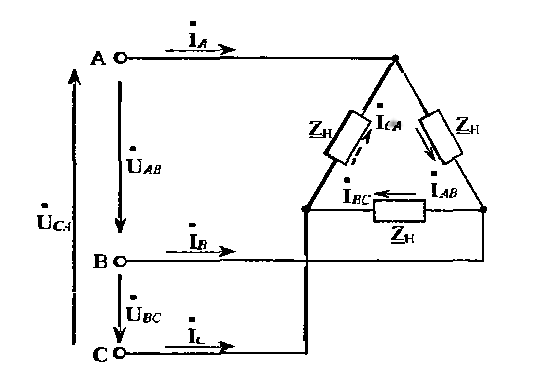 A İ_A
Z_H İ_CA Z_H
U̇_AB
İ_BC İ_AB
U̇_CA
Z_H
B İ_B
U̇_BC
C İ_C